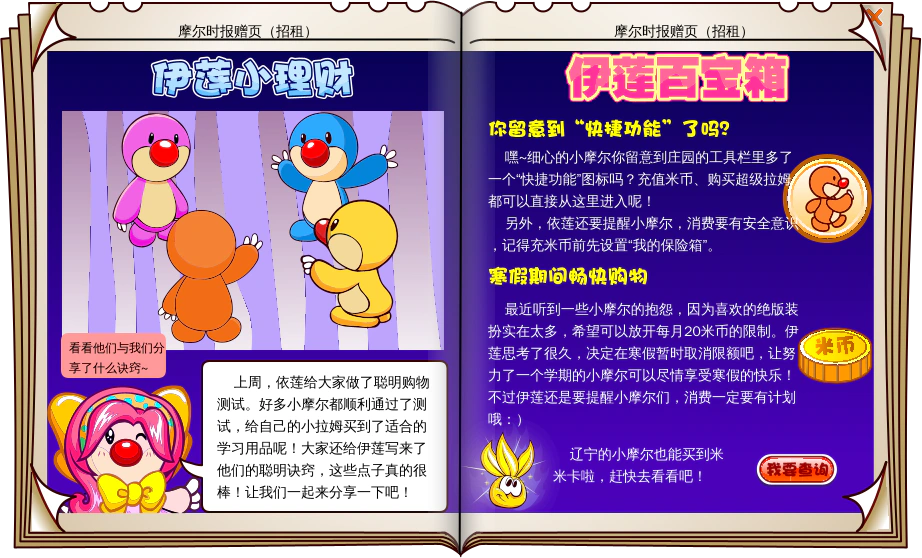 摩尔时报赠页（招租）
伊莲小理财
看看他们与我们分
享了什么诀窍~
上周，依莲给大家做了聪明购物
测试。好多小摩尔都顺利通过了测
试，给自己的小拉姆买到了适合的
学习用品呢！大家还给伊莲写来了
他们的聪明诀窍，这些点子真的很
棒！让我们一起来分享一下吧！
摩尔时报赠页（招租）
伊莲百宝箱
你留意到“快捷功能”了吗?
嘿~细心的小摩尔你留意到庄园的工具栏里多了
一个“快捷功能”图标吗？充值米币、购买超级拉姆
都可以直接从这里进入呢！
另外，依莲还要提醒小摩尔，消费要有安全意识
，记得充米币前先设置“我的保险箱”。
寒假期间畅快购物
最近听到一些小摩尔的抱怨，因为喜欢的绝版装
扮实在太多，希望可以放开每月20米币的限制。伊
莲思考了很久，决定在寒假暂时取消限额吧，让努
力了一个学期的小摩尔可以尽情享受寒假的快乐！
不过伊莲还是要提醒小摩尔们，消费一定要有计划
哦：）
米币
辽宁的小摩尔也能买到米
米卡啦，赶快去看看吧！
我要查询